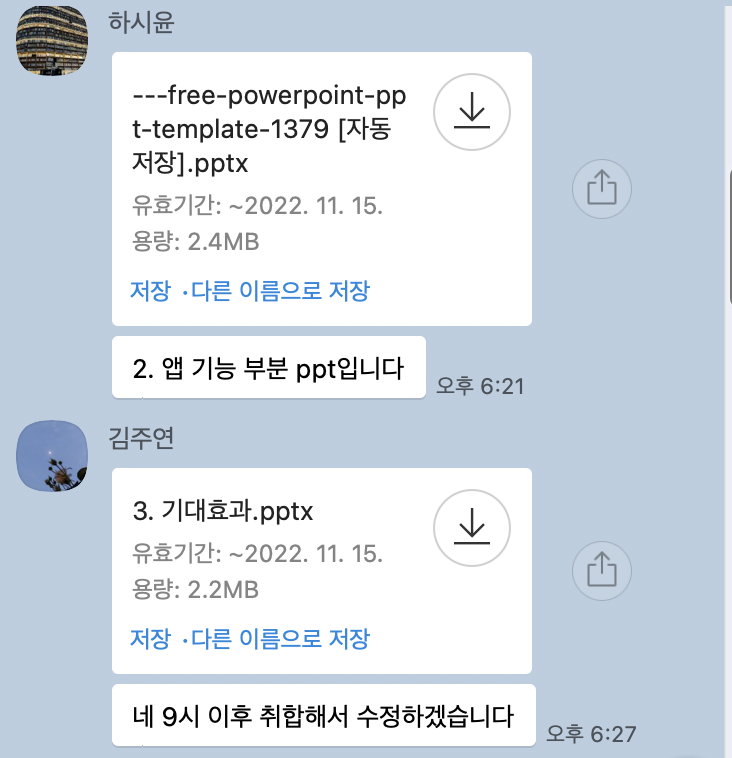 하시윤
---free-powerpoint-pp
t-template-1379 [자동
저장].pptx
유효기간: ~2022. 11. 15.
용량: 2.4MB
저장 ·다른 이름으로 저장
2. 앱 기능 부분 ppt입니다
오후 6:21
김주연
3. 기대효과.pptx
유효기간: ~2022. 11. 15.
용량: 2.2MB
저장 ·다른 이름으로 저장
네 9시 이후 취합해서 수정하겠습니다
오후 6:27